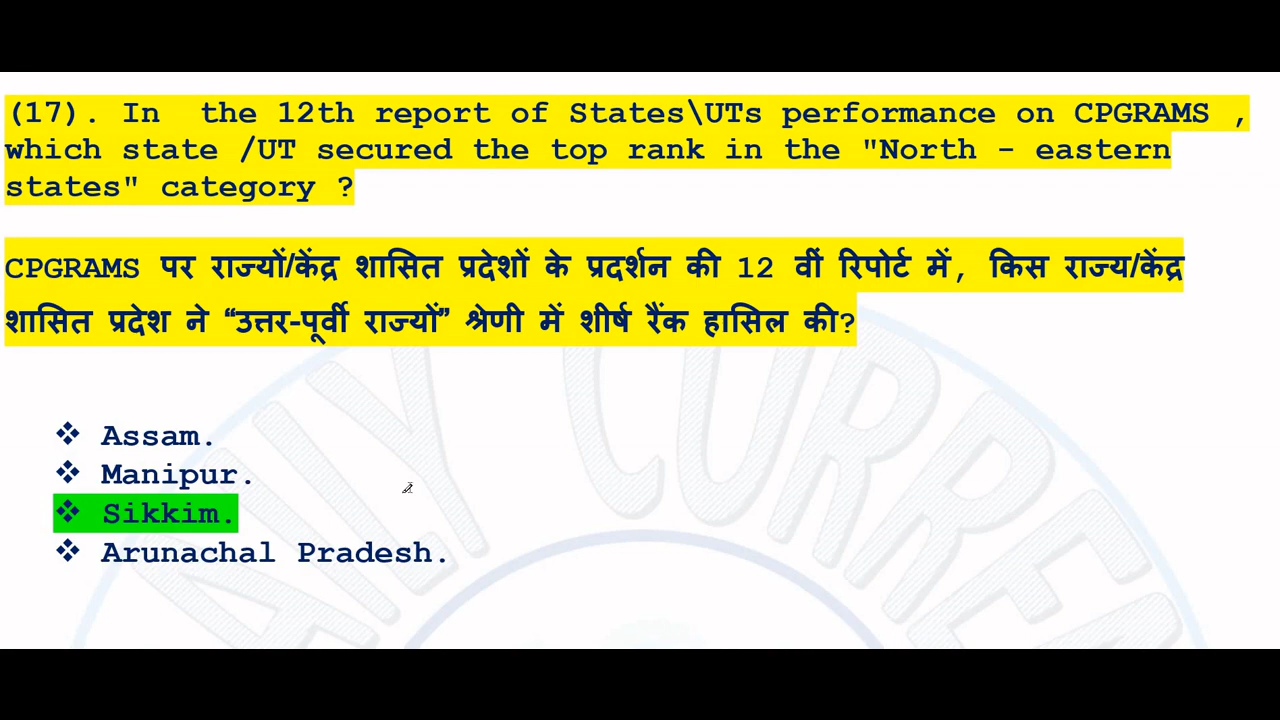 (17). In the 12th report of States\UTs performance on CPGRAMS ,
which state /UT secured the top rank in the "North - eastern
states" category ?
CPGRAMS पर राज्यों/केंद्र शासित प्रदेशों के प्रदर्शन की 12 वीं रिपोर्ट में, किस राज्य/केंद्र
शासित प्रदेश ने “उत्तर-पूर्वी राज्यों” श्रेणी में शीर्ष रैंक हासिल की?
❖ Assam.
❖ Manipur.
❖ Sikkim.
❖ Arunachal Pradesh.